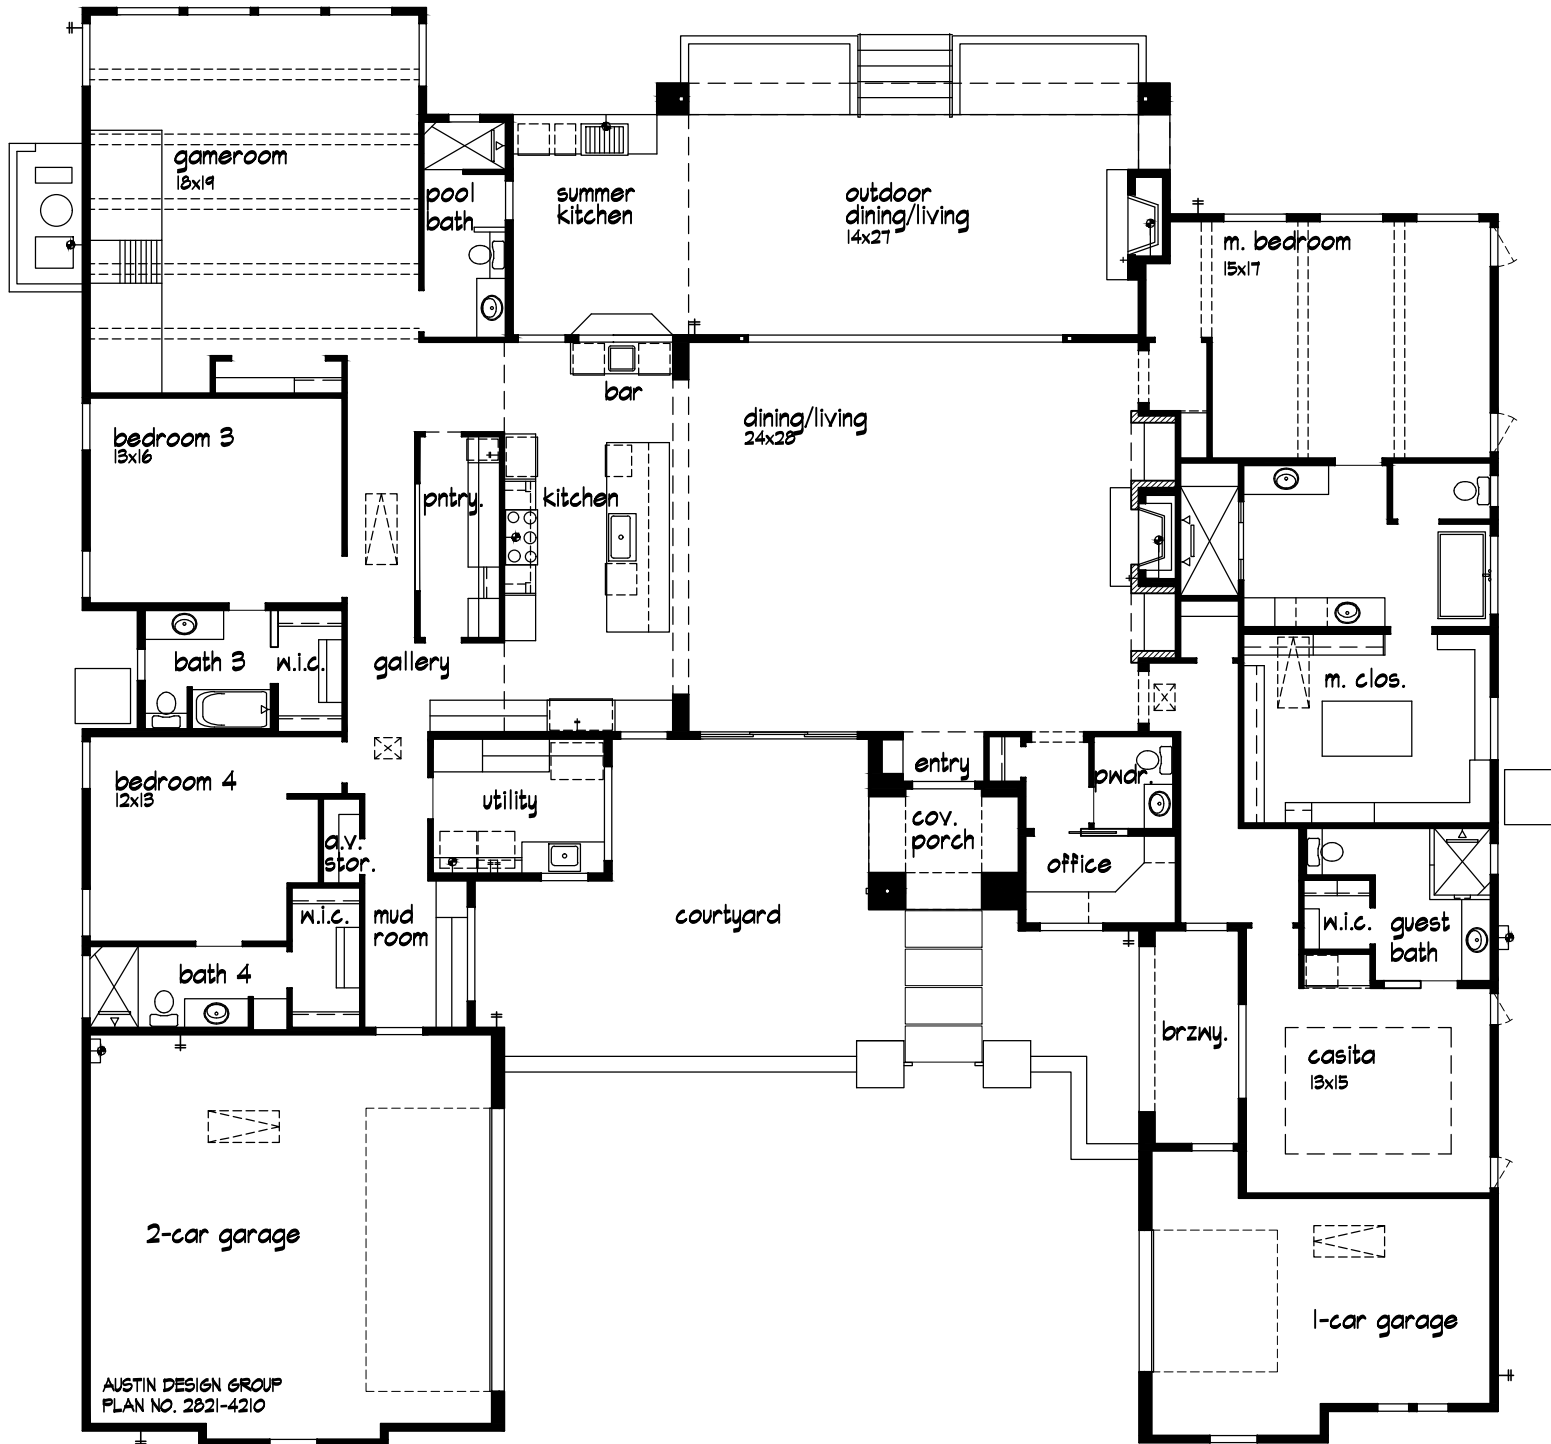 gameroom
18x19
pool
bath
summer
kitchen
outdoor
dining/living
14x27
m. bedroom
15x17
bar
dining/living
24x28
bedroom 3
13x16
pntry.
kitchen
bath 3
w.i.c.
gallery
m. clos.
bedroom 4
12x13
utility
entry
pwdr.
a.v.
stor.
cov.
porch
office
w.i.c.
mud
room
courtyard
w.i.c.
guest
bath
bath 4
brzwy.
casita
13x15
2-car garage
1-car garage
AUSTIN DESIGN GROUP
PLAN NO. 2821-4210